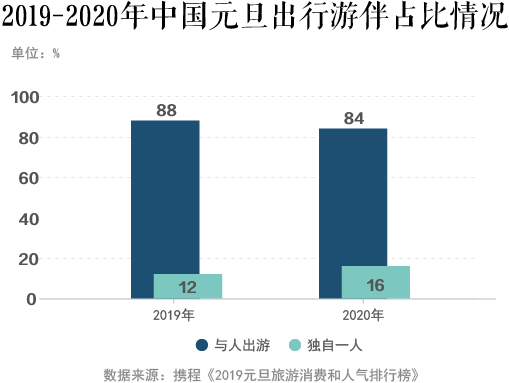 2019-2020年中国元旦出行游伴占比情况
单位：%
100
80
60
40
20
0
88
12
84
16
2019年
2020年
与人出游
独自一人
数据来源：携程《2019元旦旅游消费和人气排行榜》